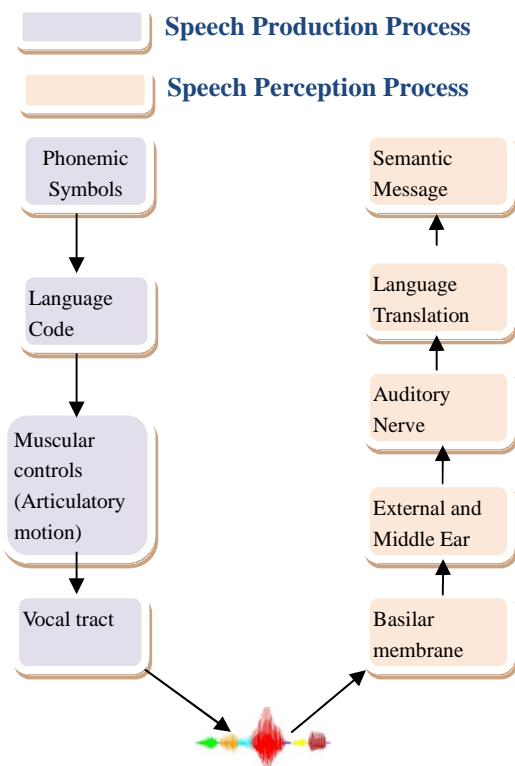 Speech Production Process
Speech Perception Process
Phonemic
Symbols
Language
Code
Muscular
controls
(Articulatory
motion)
Vocal tract
Semantic
Message
Language
Translation
Auditory
Nerve
External and
Middle Ear
Basilar
membrane